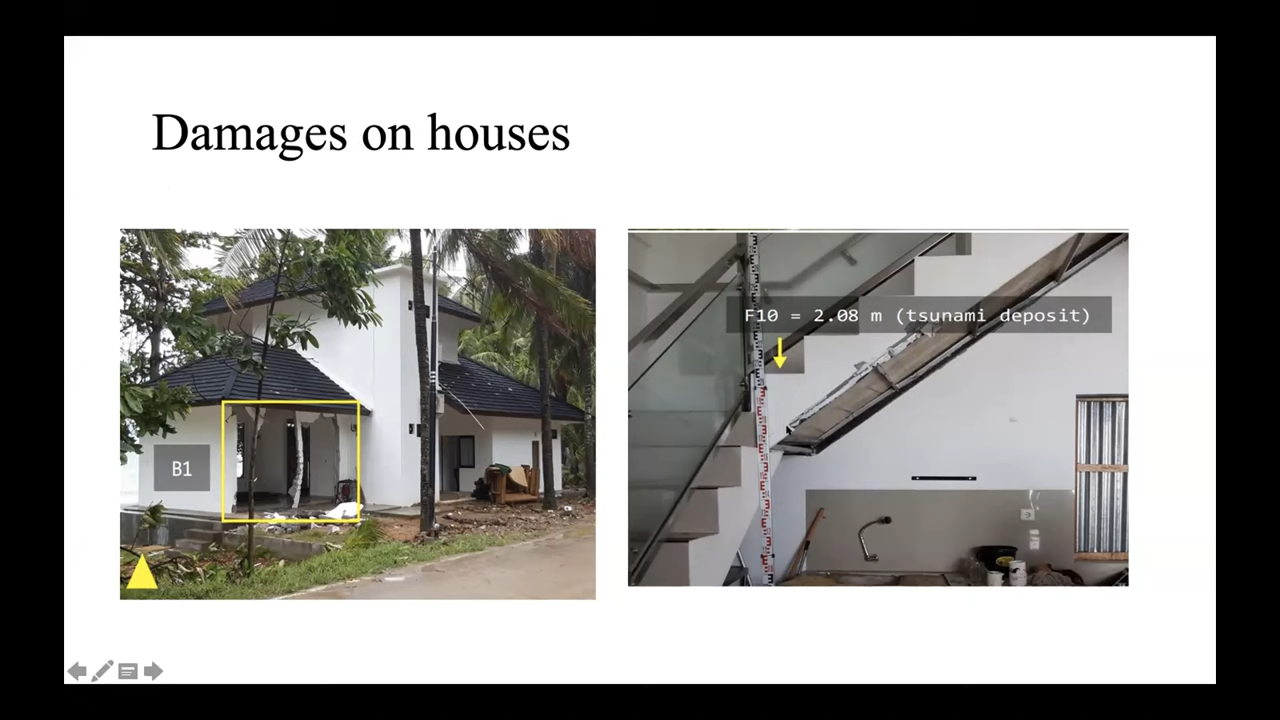 Damages on houses
B1
F10 = 2.08 m (tsunami deposit)